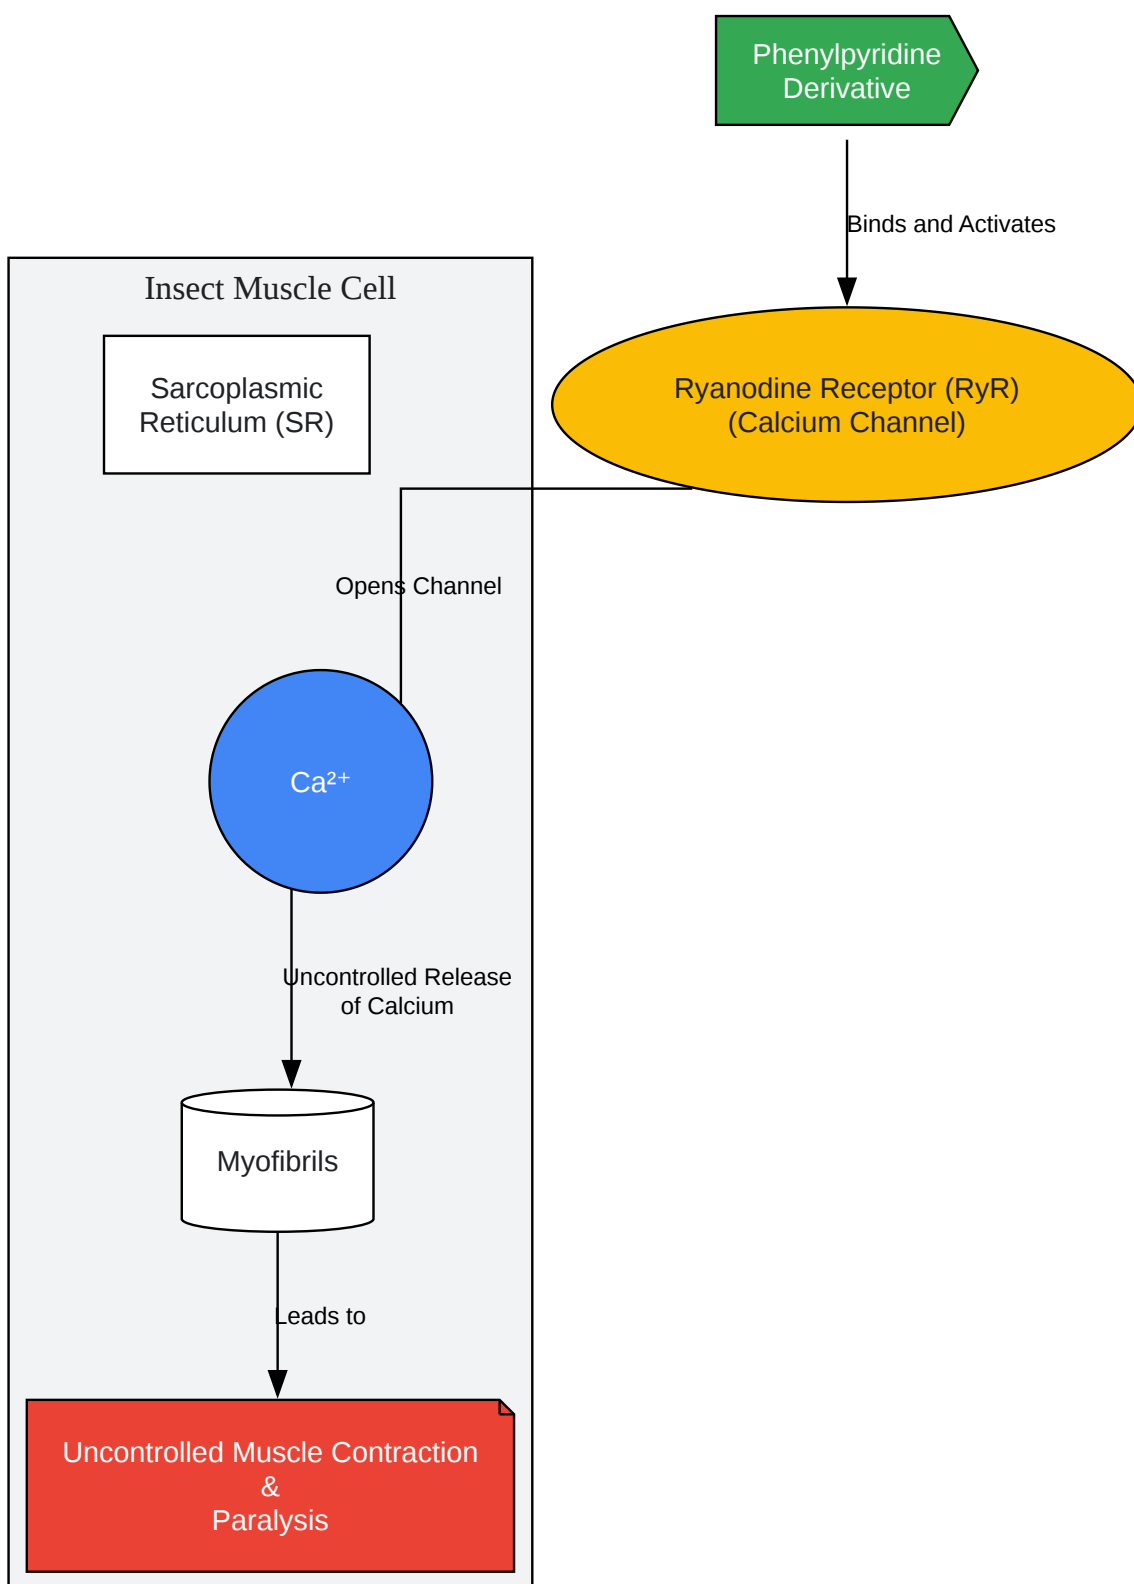 Phenylpyridine
Derivative
Binds and Activates
Insect Muscle Cell
Sarcoplasmic
Reticulum (SR)
Ryanodine Receptor (RyR)
(Calcium Channel)
Opens Channel
Ca²⁺
Uncontrolled Release
of Calcium
Myofibrils
Leads to
Uncontrolled Muscle Contraction
&
Paralysis